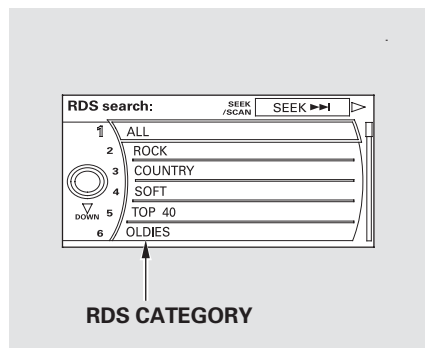 RDS search: SEEK /SCAN SEEK ▶▶I
1 ALL
2 ROCK
3 COUNTRY
4 SOFT
DOWN 5 TOP 40
6 OLDIES
RDS CATEGORY